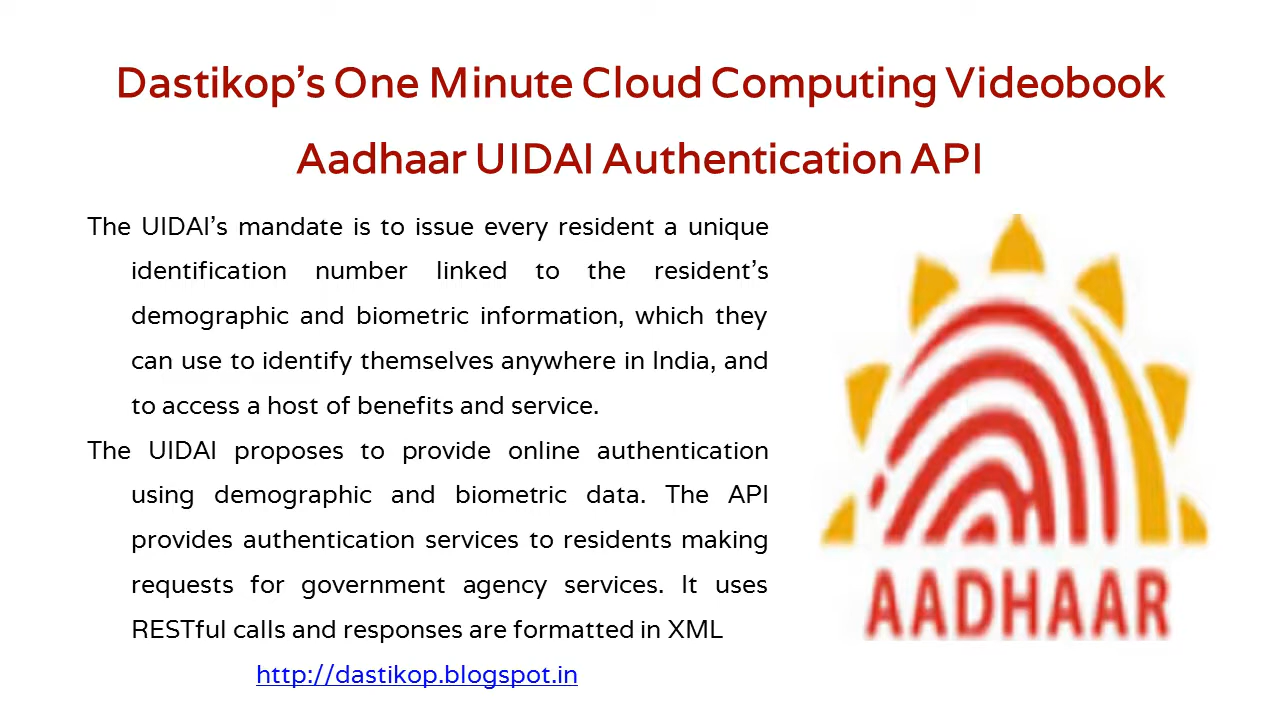 Dastikop's One Minute Cloud Computing Videobook
Aadhaar UIDAI Authentication API
The UIDAI's mandate is to issue every resident a unique
identification number linked to the resident's
demographic and biometric information, which they
can use to identify themselves anywhere in India, and
to access a host of benefits and service.
The UIDAI proposes to provide online authentication
using demographic and biometric data. The API
provides authentication services to residents making
requests for government agency services. It uses
RESTful calls and responses are formatted in XML
http://dastikop.blogspot.in
AADHAAR